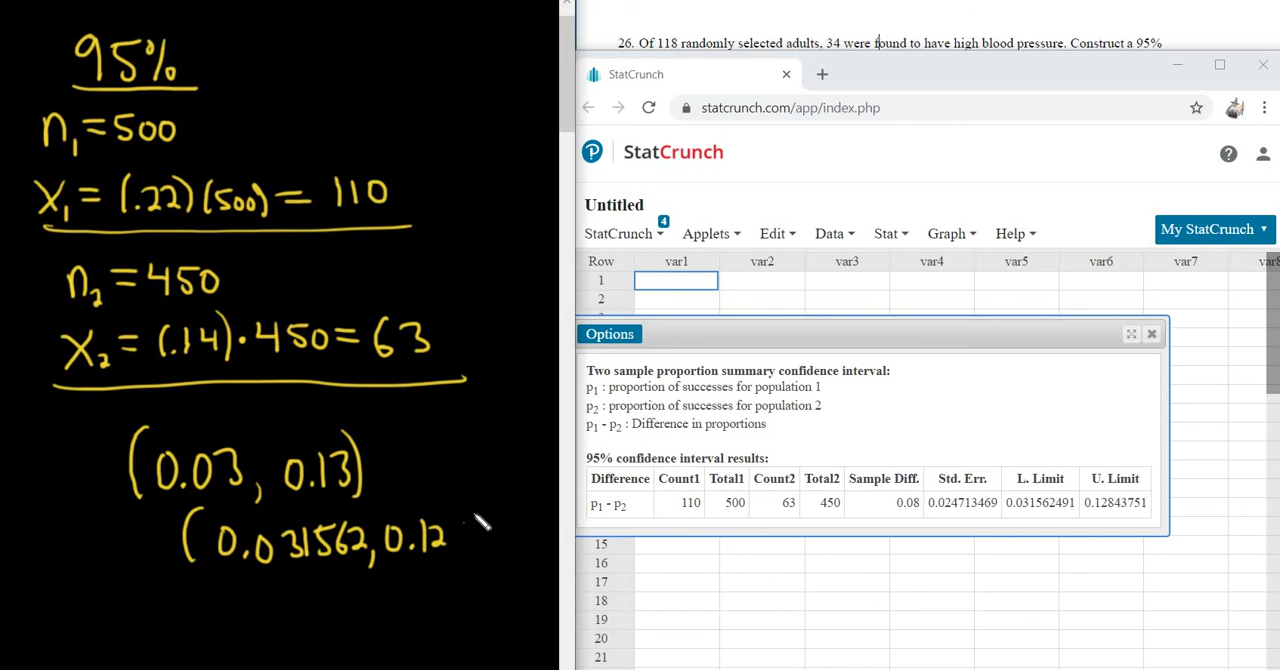 95%
n₁ = 500
X₁ = (.22)(500) = 110
n₂ = 450
X₂ = (.14)·450 = 63
(0.03, 0.13)
(0.031562, 0.12
26. Of 118 randomly selected adults, 34 were found to have high blood pressure. Construct a 95%
StatCrunch
statcrunch.com/app/index.php
P StatCrunch
Untitled
4
StatCrunch Applets Edit Data Stat Graph Help
My StatCrunch
Row var1 var2 var3 var4 var5 var6 var7 var8
1
2
Options
Two sample proportion summary confidence interval:
p₁ : proportion of successes for population 1
p₂ : proportion of successes for population 2
p₁ - p₂ : Difference in proportions
95% confidence interval results:
Difference Count1 Total1 Count2 Total2 Sample Diff. Std. Err. L. Limit U. Limit
p₁ - p₂ 110 500 63 450 0.08 0.024713469 0.031562491 0.12843751
15
16
17
18
19
20
21